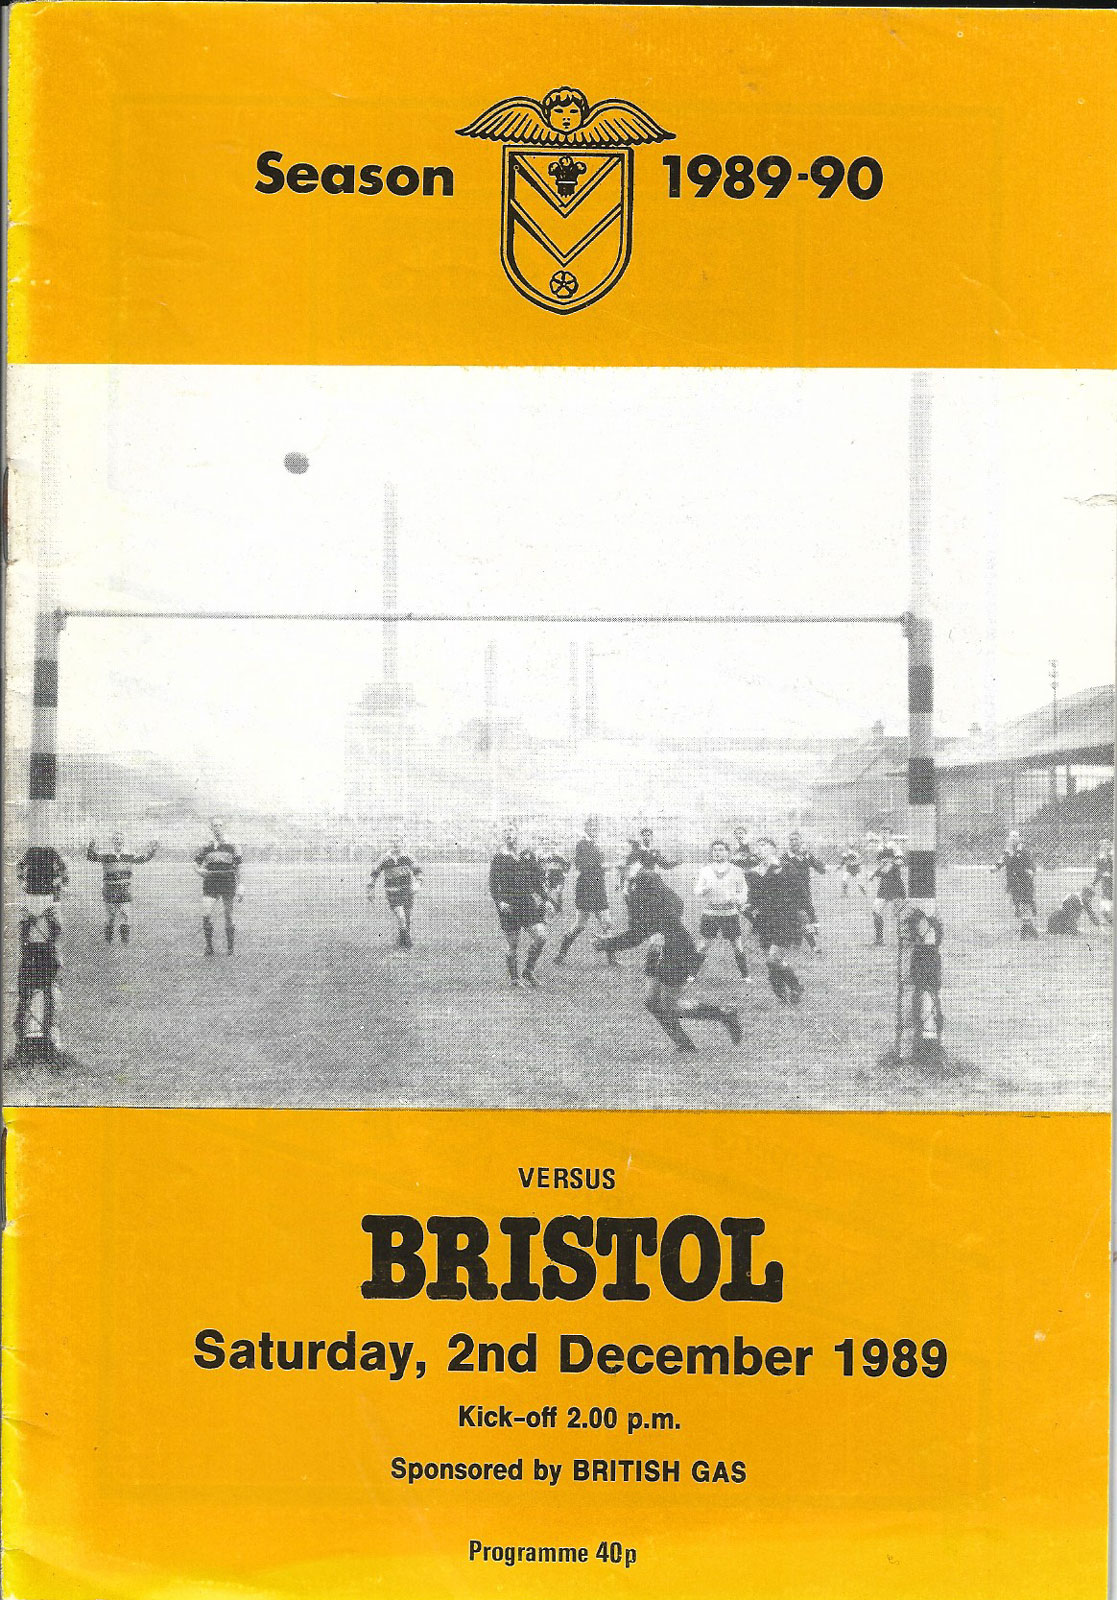 Season 1989-90
VERSUS
BRISTOL
Saturday, 2nd December 1989
Kick-off 2.00 p.m.
Sponsored by BRITISH GAS
Programme 40p